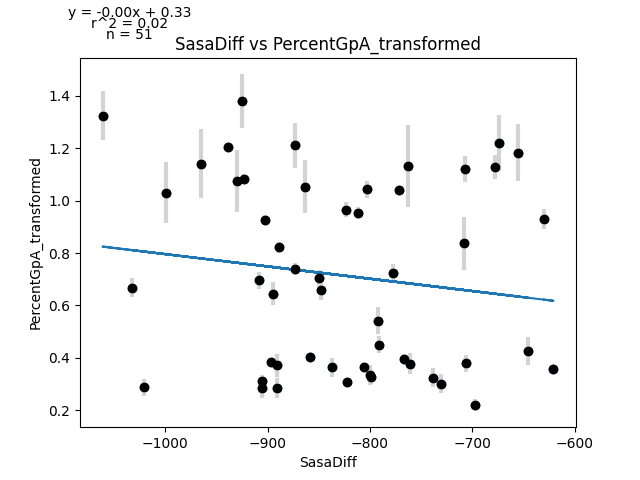 y = -0.00x + 0.33
r^2 = 0.02
n = 51
SasaDiff vs PercentGpA_transformed
PercentGpA_transformed
1.4
1.2
1.0
0.8
0.6
0.4
0.2
−1000
−900
−800
−700
−600
SasaDiff